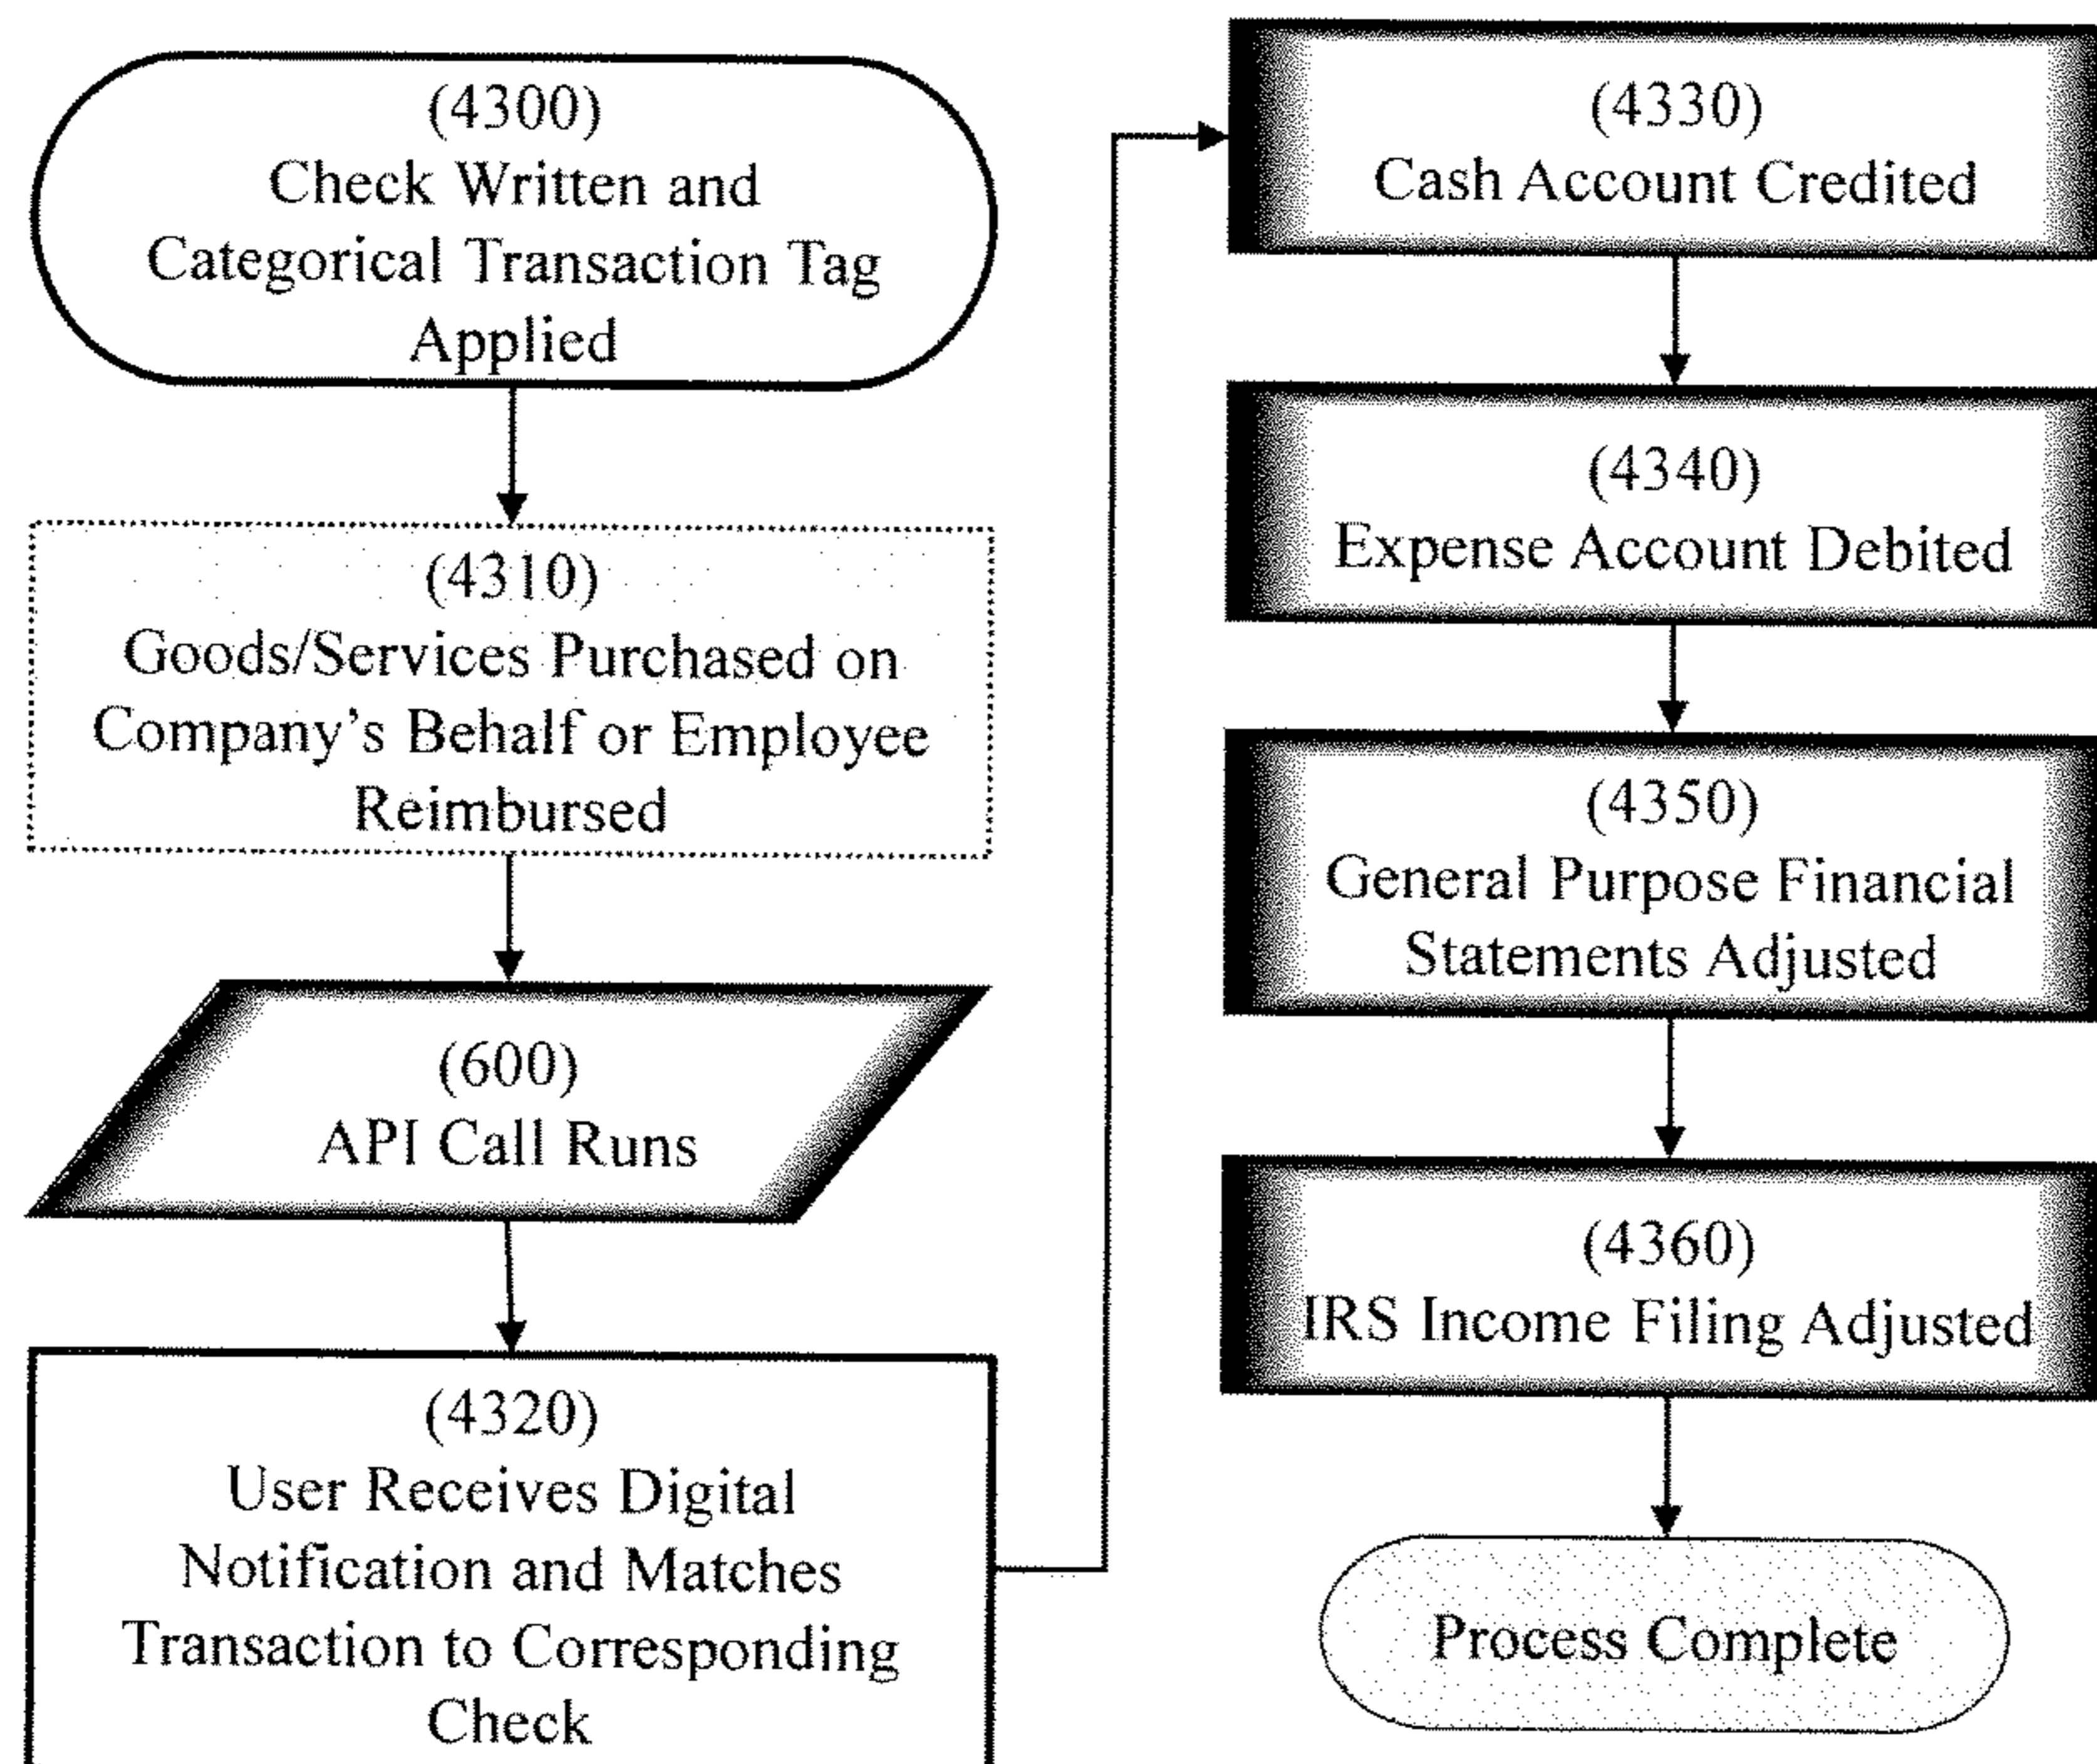 (4300)
Check Written and
Categorical Transaction Tag
Applied
(4310)
Goods/Services Purchased on
Company's Behalf or Employee
Reimbursed
(600)
API Call Runs
(4320)
User Receives Digital
Notification and Matches
Transaction to Corresponding
Check
(4330)
Cash Account Credited
(4340)
Expense Account Debited
(4350)
General Purpose Financial
Statements Adjusted
(4360)
IRS Income Filing Adjusted
Process Complete